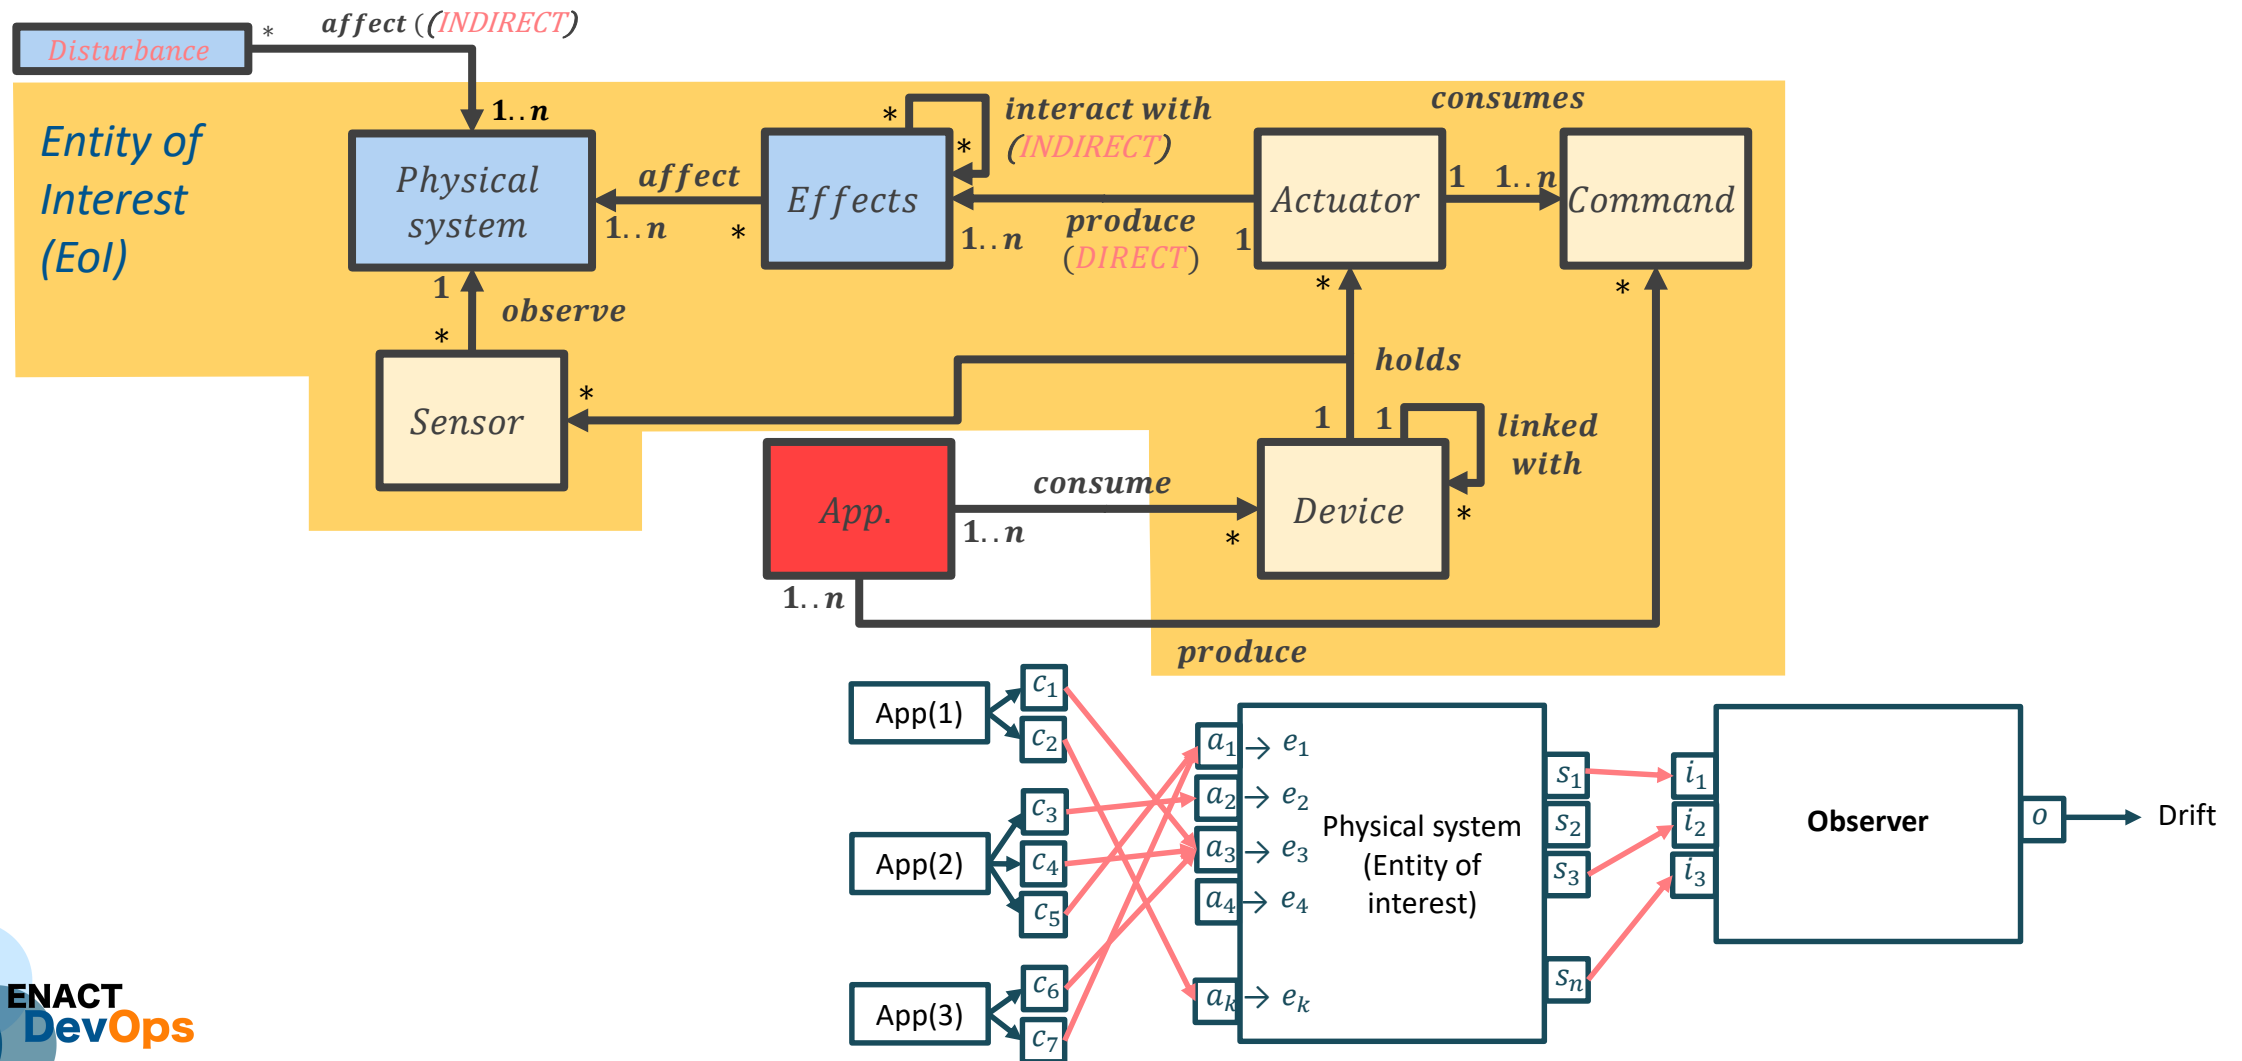 affect ((INDIRECT)
*
Disturbance
1..n
Entity of
Interest
(EoI)
Physical
system
affect
1..n
*
Effects
*
*
interact with
(INDIRECT)
produce
(DIRECT)
1..n
1
Actuator
consumes
1 1..n
Command
1
observe
*
Sensor
*
*
*
holds
1 1
linked
with
App.
consume
1..n
*
Device
*
1..n
produce
App(1)
c₁
c₂
App(2)
c₃
c₄
c₅
App(3)
c₆
c₇
a₁ → e₁
a₂ → e₂
a₃ → e₃
a₄ → e₄
aₖ → eₖ
Physical system
(Entity of
interest)
s₁
s₂
s₃
sₙ
i₁
i₂
i₃
Observer
o
Drift
ENACT
DevOps